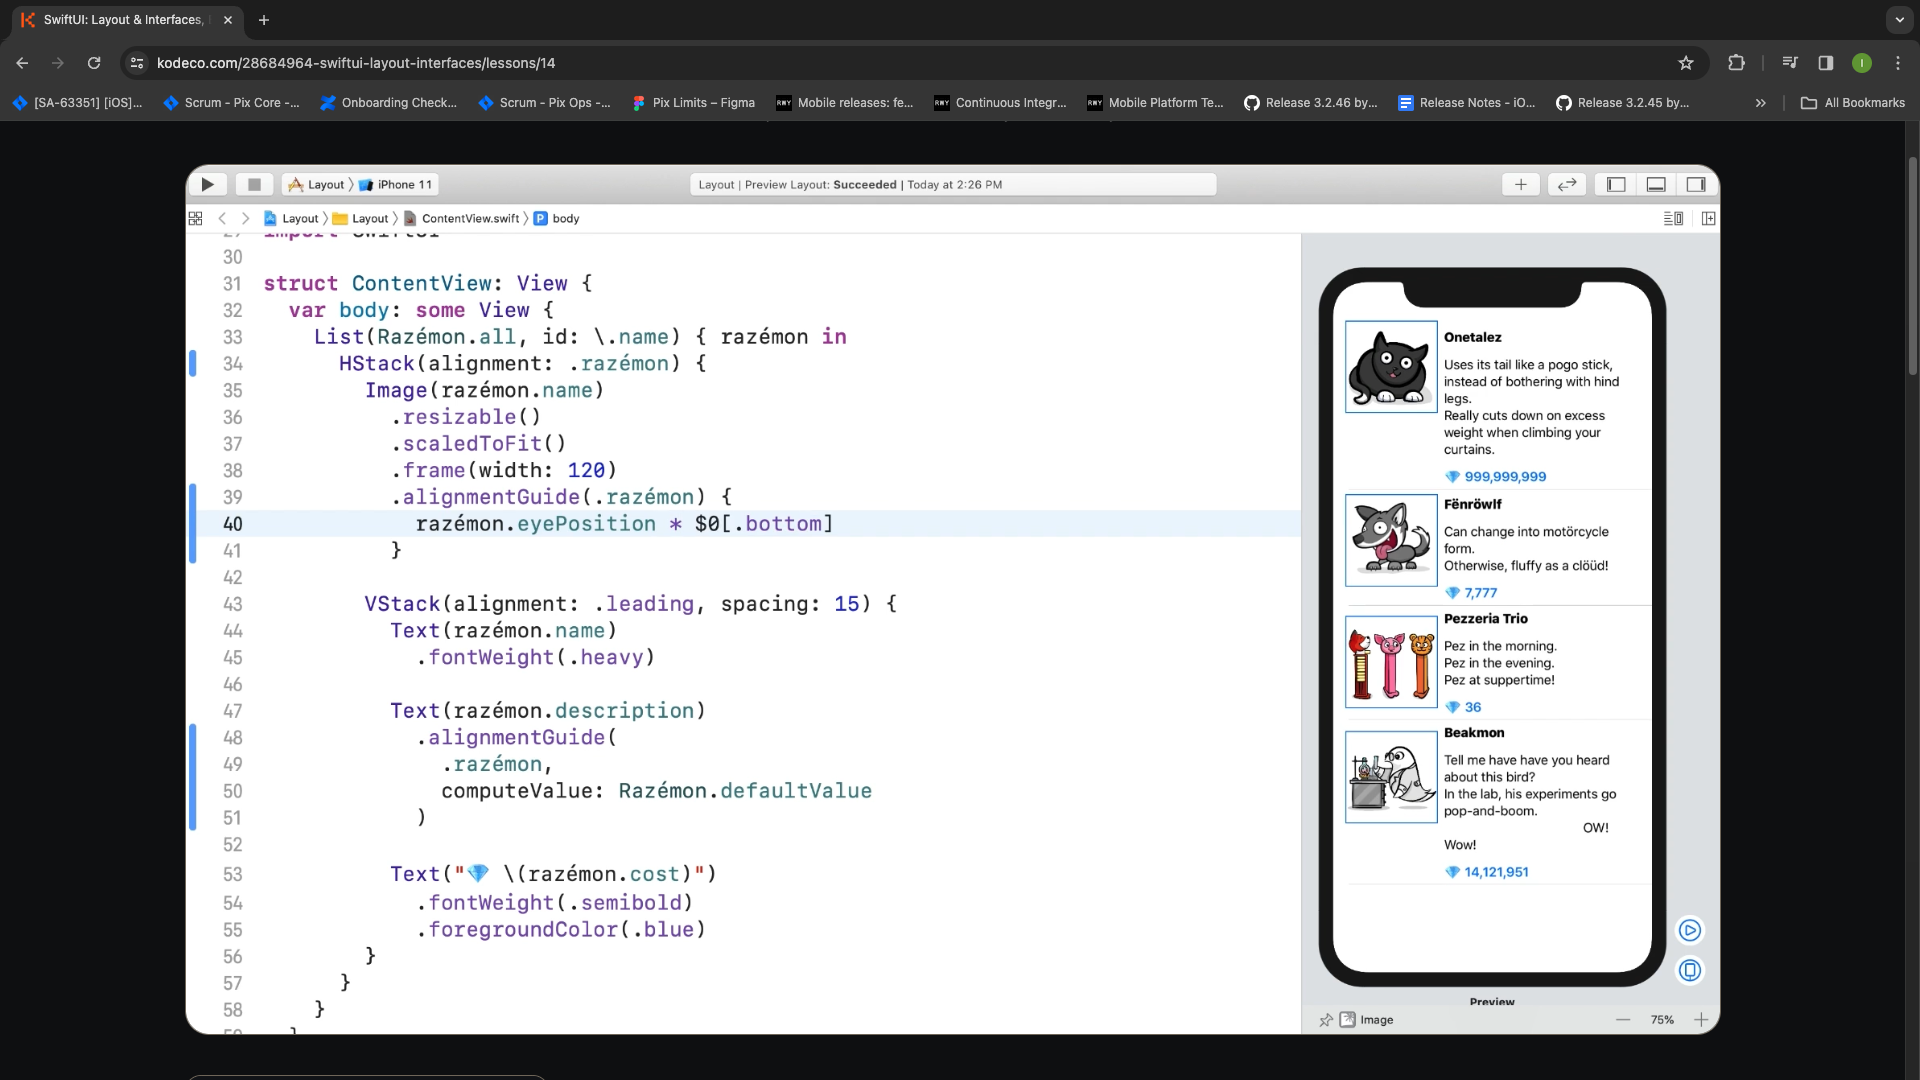 SwiftUI: Layout & Interfaces,
kodeco.com/28684964-swiftui-layout-interfaces/lessons/14
I
[SA-63351] [iOS]...
Scrum - Pix Core -...
Onboarding Check...
Scrum - Pix Ops -...
Pix Limits – Figma
Mobile releases: fe...
Continuous Integr...
Mobile Platform Te...
Release 3.2.46 by...
Release Notes - iO...
Release 3.2.45 by...
»
All Bookmarks
Layout
iPhone 11
Layout | Preview Layout: Succeeded | Today at 2:26 PM
Layout
Layout
ContentView.swift
P body
30
31 struct ContentView: View {
32 var body: some View {
33 List(Razémon.all, id: \.name) { razémon in
34 HStack(alignment: .razémon) {
35 Image(razémon.name)
36 .resizable()
37 .scaledToFit()
38 .frame(width: 120)
39 .alignmentGuide(.razémon) {
40 razémon.eyePosition * $0[.bottom]
41 }
42
43 VStack(alignment: .leading, spacing: 15) {
44 Text(razémon.name)
45 .fontWeight(.heavy)
46
47 Text(razémon.description)
48 .alignmentGuide(
49 .razémon,
50 computeValue: Razémon.defaultValue
51 )
52
53 Text("💎 \(razémon.cost)")
54 .fontWeight(.semibold)
55 .foregroundColor(.blue)
56 }
57 }
58 }
Onetalez
Uses its tail like a pogo stick,
instead of bothering with hind
legs.
Really cuts down on excess
weight when climbing your
curtains.
💎 999,999,999
Fënröwlf
Can change into motörcycle
form.
Otherwise, fluffy as a clöüd!
💎 7,777
Pezzeria Trio
Pez in the morning.
Pez in the evening.
Pez at suppertime!
💎 36
Beakmon
Tell me have have you heard
about this bird?
In the lab, his experiments go
pop-and-boom.
OW!
Wow!
💎 14,121,951
Preview
Image
75%